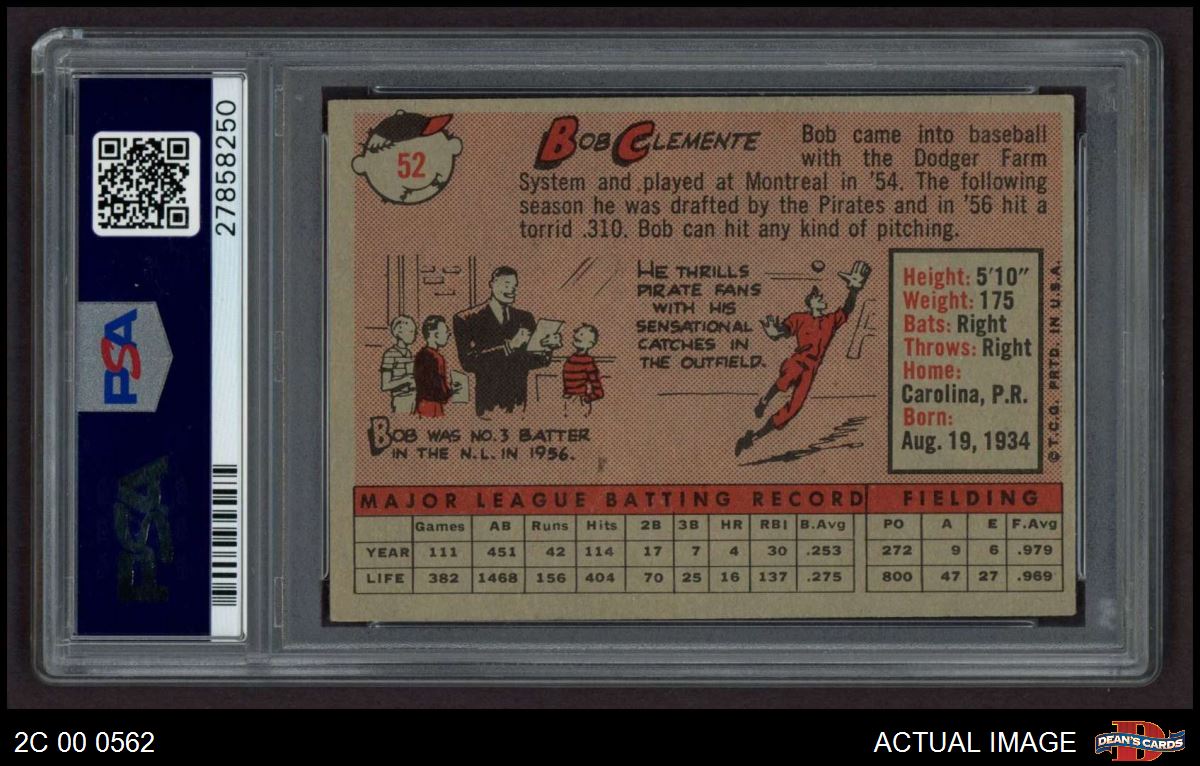 27858250
PSA
PSA
52
BOB CLEMENTE
Bob came into baseball
with the Dodger Farm
System and played at Montreal in '54. The following
season he was drafted by the Pirates and in '56 hit a
torrid .310. Bob can hit any kind of pitching.
BOB WAS NO. 3 BATTER
IN THE N.L. IN 1956.
HE THRILLS
PIRATE FANS
WITH HIS
SENSATIONAL
CATCHES IN
THE OUTFIELD.
Height: 5'10"
Weight: 175
Bats: Right
Throws: Right
Home:
Carolina, P.R.
Born:
Aug. 19, 1934
© T.C.G. PRTD. IN U.S.A.
MAJOR LEAGUE BATTING RECORD FIELDING
Games AB Runs Hits 2B 3B HR RBI B.Avg PO A E F.Avg
YEAR 111 451 42 114 17 7 4 30 .253 272 9 6 .979
LIFE 382 1468 156 404 25 16 137 .275 800 47 27 .969
2C 00 0562
ACTUAL IMAGE
DEAN'S CARDS